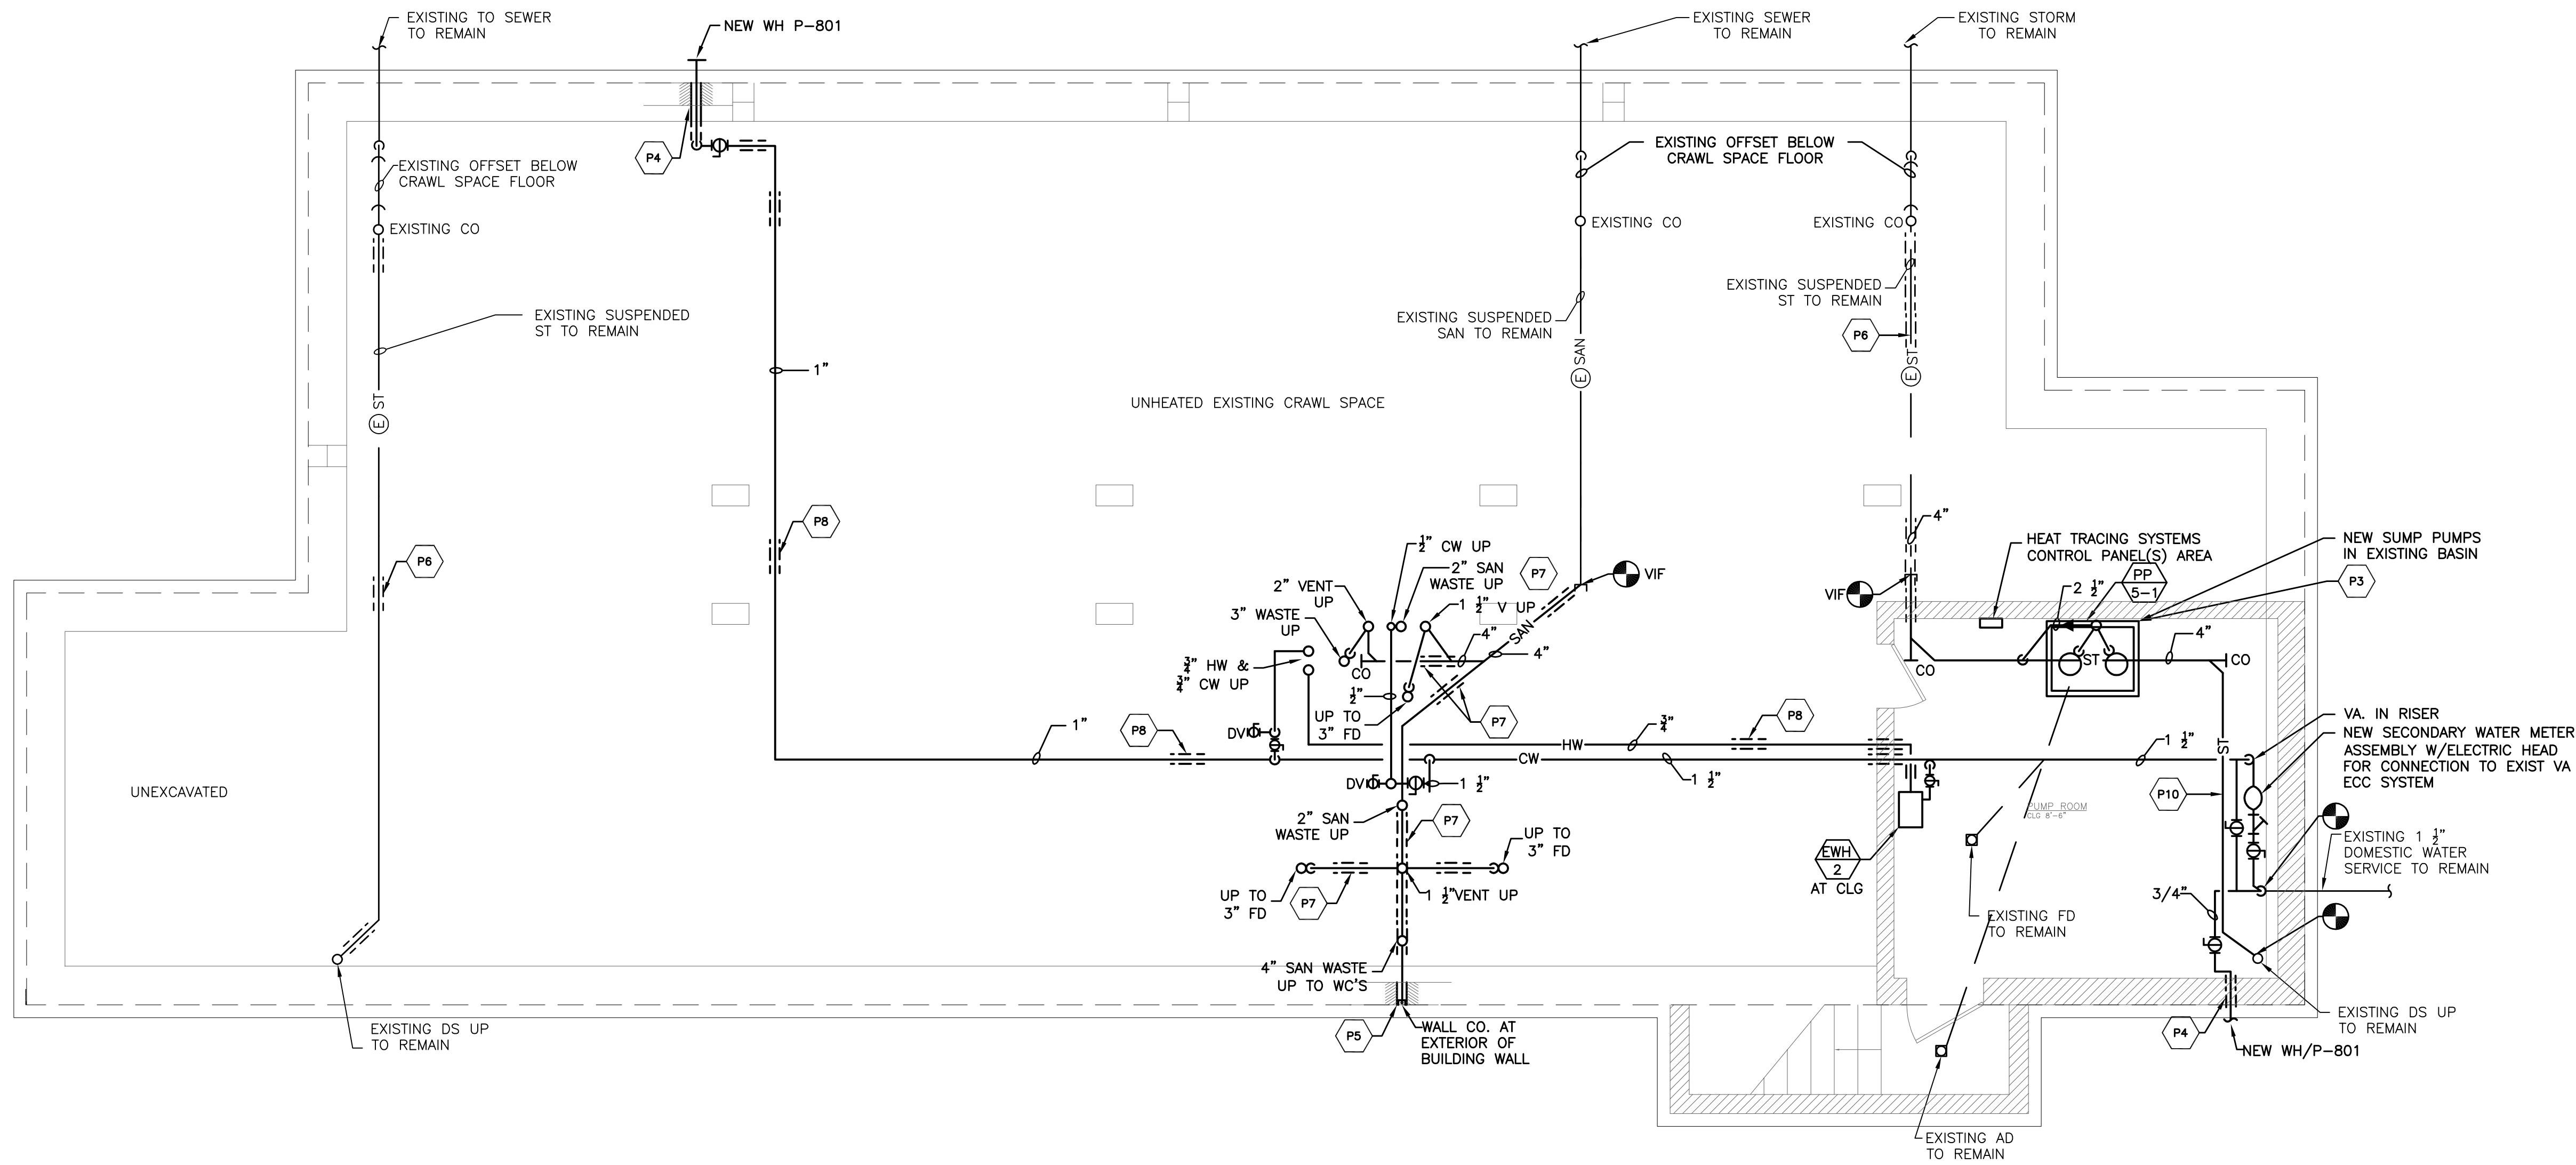 EXISTING TO SEWER
TO REMAIN
NEW WH P-801
EXISTING SEWER
TO REMAIN
EXISTING STORM
TO REMAIN
P4
EXISTING OFFSET BELOW
CRAWL SPACE FLOOR
EXISTING OFFSET BELOW
CRAWL SPACE FLOOR
EXISTING CO
EXISTING CO
EXISTING CO
EXISTING SUSPENDED
ST TO REMAIN
EXISTING SUSPENDED
SAN TO REMAIN
EXISTING SUSPENDED
ST TO REMAIN
P6
1"
E SAN
E ST
E ST
UNHEATED EXISTING CRAWL SPACE
P8
P6
4"
HEAT TRACING SYSTEMS
CONTROL PANEL(S) AREA
NEW SUMP PUMPS
IN EXISTING BASIN
P3
PP
5-1
2 ½"
½" CW UP
2" SAN
WASTE UP
P7
VIF
VIF
2" VENT
UP
1 ½" V UP
3" WASTE
UP
SAN
4"
4"
¾" HW &
¾" CW UP
CO
CO
ST
4"
CO
½"
UP TO
3" FD
P7
DV
1"
P8
HW
¾"
P8
CW
1 ½"
1 ½"
ST
VA. IN RISER
NEW SECONDARY WATER METER
ASSEMBLY W/ELECTRIC HEAD
FOR CONNECTION TO EXIST VA
ECC SYSTEM
DV
1 ½"
UNEXCAVATED
P10
PUMP ROOM
CLG 8'-6"
2" SAN
WASTE UP
P7
UP TO
3" FD
EWH
2
AT CLG
EXISTING 1 ½"
DOMESTIC WATER
SERVICE TO REMAIN
UP TO
3" FD
P7
1 ½"VENT UP
3/4"
EXISTING FD
TO REMAIN
4" SAN WASTE
UP TO WC'S
EXISTING DS UP
TO REMAIN
P5
WALL CO. AT
EXTERIOR OF
BUILDING WALL
P4
NEW WH/P-801
EXISTING DS UP
TO REMAIN
EXISTING AD
TO REMAIN